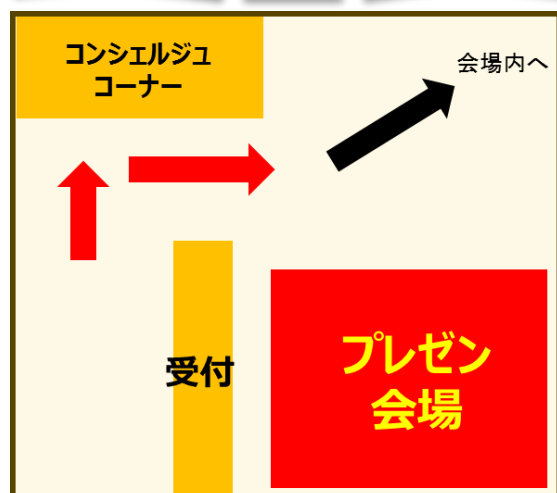 コンシェルジュ
コーナー
会場内へ
受付
プレゼン
会場